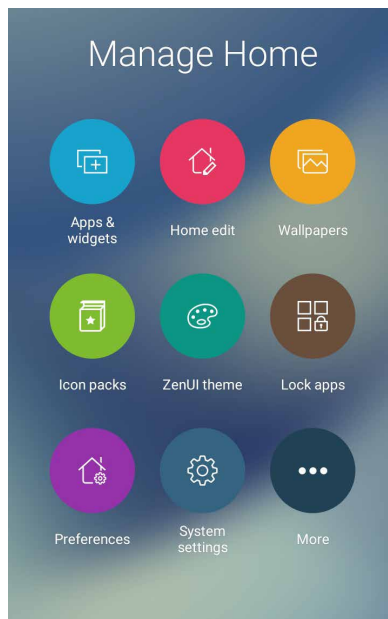 Manage Home
Apps &
widgets
Home edit
Wallpapers
Icon packs
ZenUI theme
Lock apps
Preferences
System
settings
More